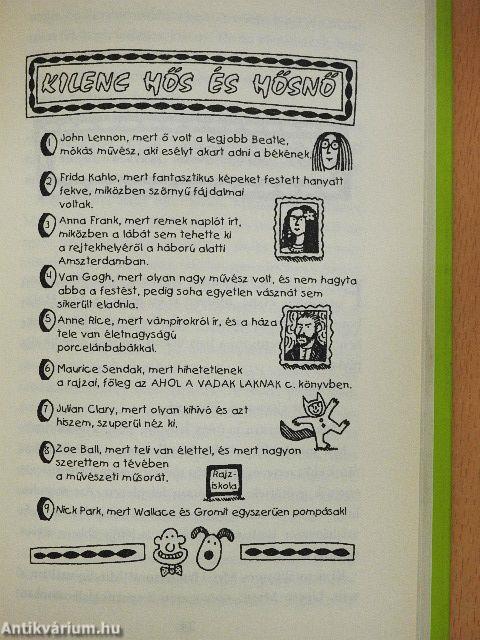 KILENC HŐS ÉS HŐSNŐ
1 John Lennon, mert ő volt a legjobb Beatle,
mókás művész, aki esélyt akart adni a békének.
2 Frida Kahlo, mert fantasztikus képeket festett hanyatt
fekve, miközben szörnyű fájdalmai
voltak.
3 Anna Frank, mert remek naplót írt,
miközben a lábát sem tehette ki
a rejtekhelyéről a háború alatti
Amszterdamban.
4 Van Gogh, mert olyan nagy művész volt, és nem hagyta
abba a festést, pedig soha egyetlen vásznát sem
sikerült eladnia.
5 Anne Rice, mert vámpírokról ír, és a háza
tele van életnagyságú
porcelánbabákkal.
6 Maurice Sendak, mert hihetetlenek
a rajzai, főleg az AHOL A VADAK LAKNAK c. könyvben.
7 Julian Clary, mert olyan kihívó és azt
hiszem, szuperül néz ki.
8 Zoe Ball, mert teli van élettel, és mert nagyon
szerettem a tévében
a művészeti műsorát.
Rajz-
iskola
9 Nick Park, mert Wallace és Gromit egyszerűen pompásak!
Antikvárium.hu